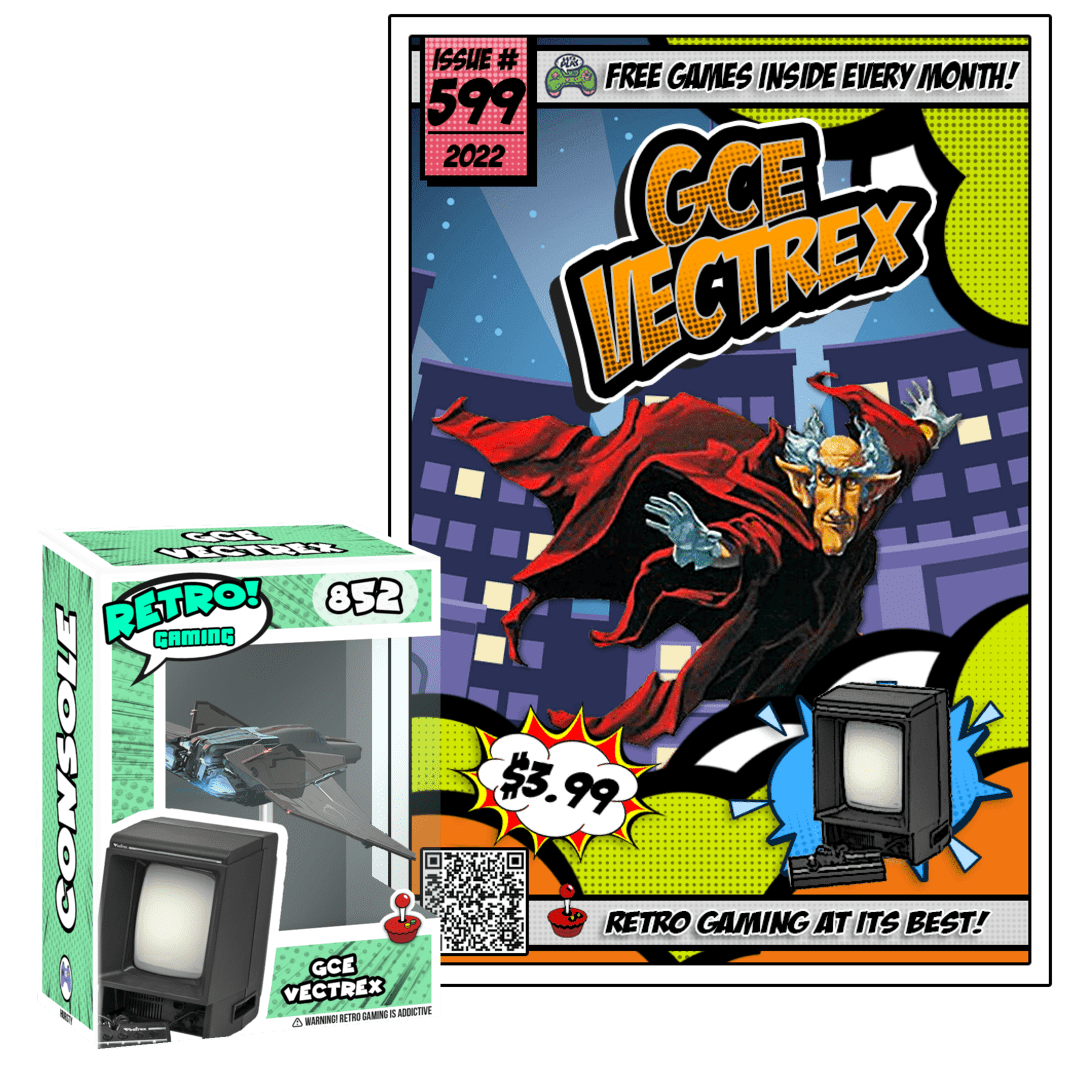 ISSUE #
599
2022
FREE GAMES INSIDE EVERY MONTH!
GCE
VECTREX
$3.99
RETRO GAMING AT ITS BEST!
GCE
VECTREX
RETRO!
GAMING
852
CONSOLE
GCE
VECTREX
WARNING! RETRO GAMING IS ADDICTIVE